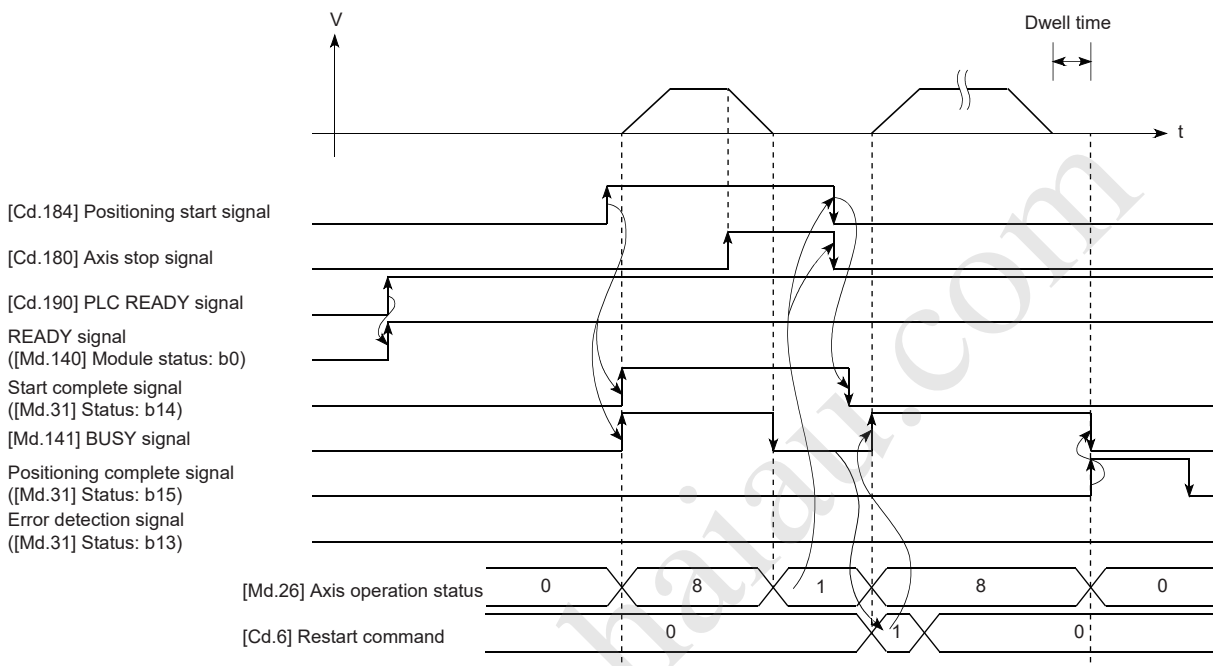 V
Dwell time
t
[Cd.184] Positioning start signal
[Cd.180] Axis stop signal
[Cd.190] PLC READY signal
READY signal
([Md.140] Module status: b0)
Start complete signal
([Md.31] Status: b14)
[Md.141] BUSY signal
Positioning complete signal
([Md.31] Status: b15)
Error detection signal
([Md.31] Status: b13)
[Md.26] Axis operation status 0 8 1 8 0
[Cd.6] Restart command 0 1 0
haiau.com